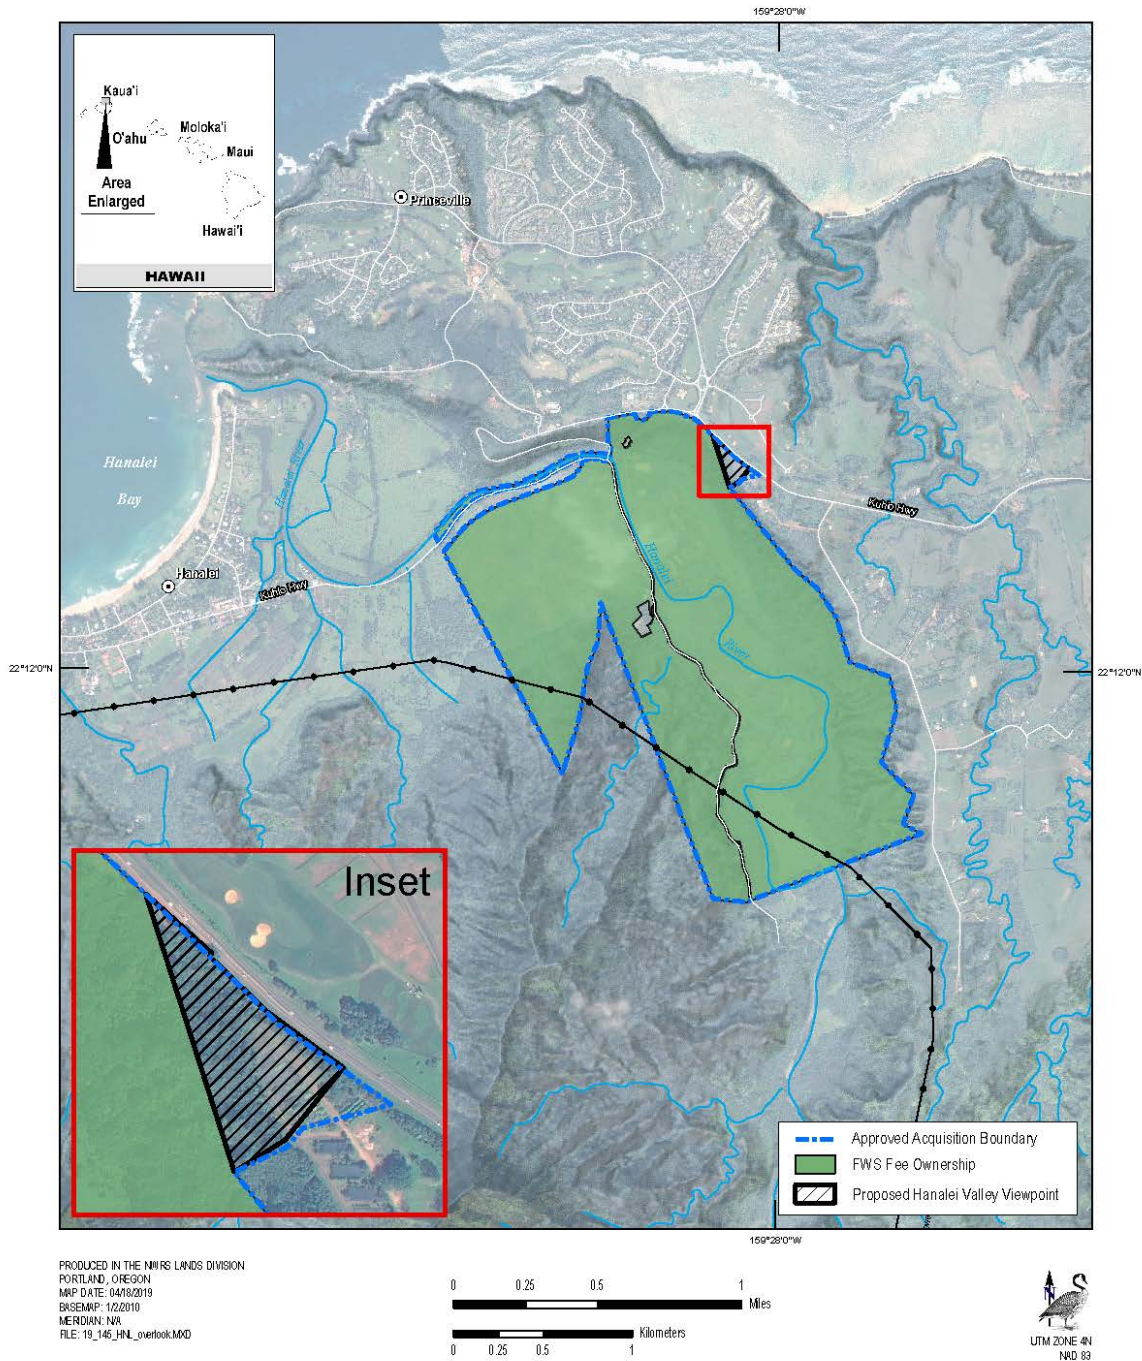 159°28'0"W
Kaua'i
O'ahu
Moloka'i
Maui
Area
Enlarged
Hawai'i
HAWAII
Princeville
Hanalei
Bay
Hanalei River
Kuhio Hwy
Hanalei
Hanalei
Kuhio Hwy
River
22°12'0"N
22°12'0"N
Inset
Approved Acquisition Boundary
FWS Fee Ownership
Proposed Hanalei Valley Viewpoint
159°28'0"W
PRODUCED IN THE NWRS LANDS DIVISION
PORTLAND, OREGON
MAP DATE: 04/18/2019
BASEMAP: 1/2/2010
MERIDIAN: N/A
FILE: 19_145_HNL_overlook.MXD
0 0.25 0.5 1
Miles
Kilometers
0 0.25 0.5 1
N
UTM ZONE 4N
NAD 83